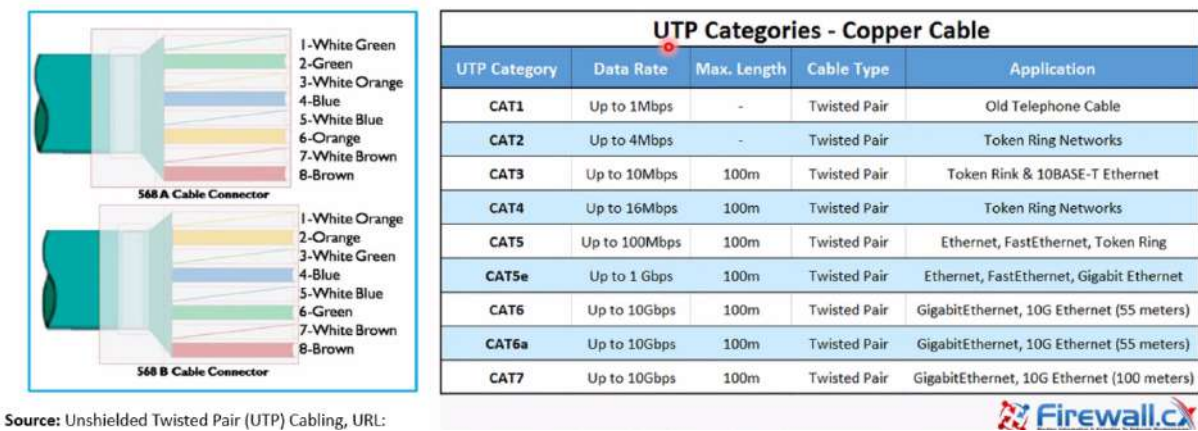 1-White Green
2-Green
3-White Orange
4-Blue
5-White Blue
6-Orange
7-White Brown
8-Brown
568 A Cable Connector
1-White Orange
2-Orange
3-White Green
4-Blue
5-White Blue
6-Green
7-White Brown
8-Brown
568 B Cable Connector
Source: Unshielded Twisted Pair (UTP) Cabling, URL:
UTP Categories - Copper Cable
UTP Category Data Rate Max. Length Cable Type Application
CAT1 Up to 1Mbps - Twisted Pair Old Telephone Cable
CAT2 Up to 4Mbps - Twisted Pair Token Ring Networks
CAT3 Up to 10Mbps 100m Twisted Pair Token Rink & 10BASE-T Ethernet
CAT4 Up to 16Mbps 100m Twisted Pair Token Ring Networks
CAT5 Up to 100Mbps 100m Twisted Pair Ethernet, FastEthernet, Token Ring
CAT5e Up to 1 Gbps 100m Twisted Pair Ethernet, FastEthernet, Gigabit Ethernet
CAT6 Up to 10Gbps 100m Twisted Pair GigabitEthernet, 10G Ethernet (55 meters)
CAT6a Up to 10Gbps 100m Twisted Pair GigabitEthernet, 10G Ethernet (55 meters)
CAT7 Up to 10Gbps 100m Twisted Pair GigabitEthernet, 10G Ethernet (100 meters)
Firewall.cx